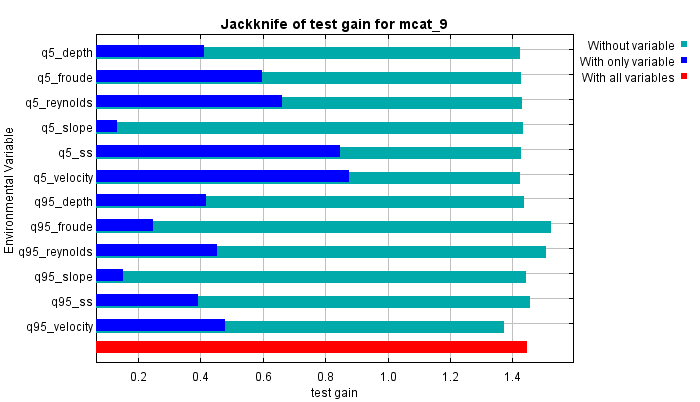 Jackknife of test gain for mcat_9
Without variable
With only variable
With all variables
Environmental Variable
q5_depth
q5_froude
q5_reynolds
q5_slope
q5_ss
q5_velocity
q95_depth
q95_froude
q95_reynolds
q95_slope
q95_ss
q95_velocity
0.2 0.4 0.6 0.8 1.0 1.2 1.4
test gain